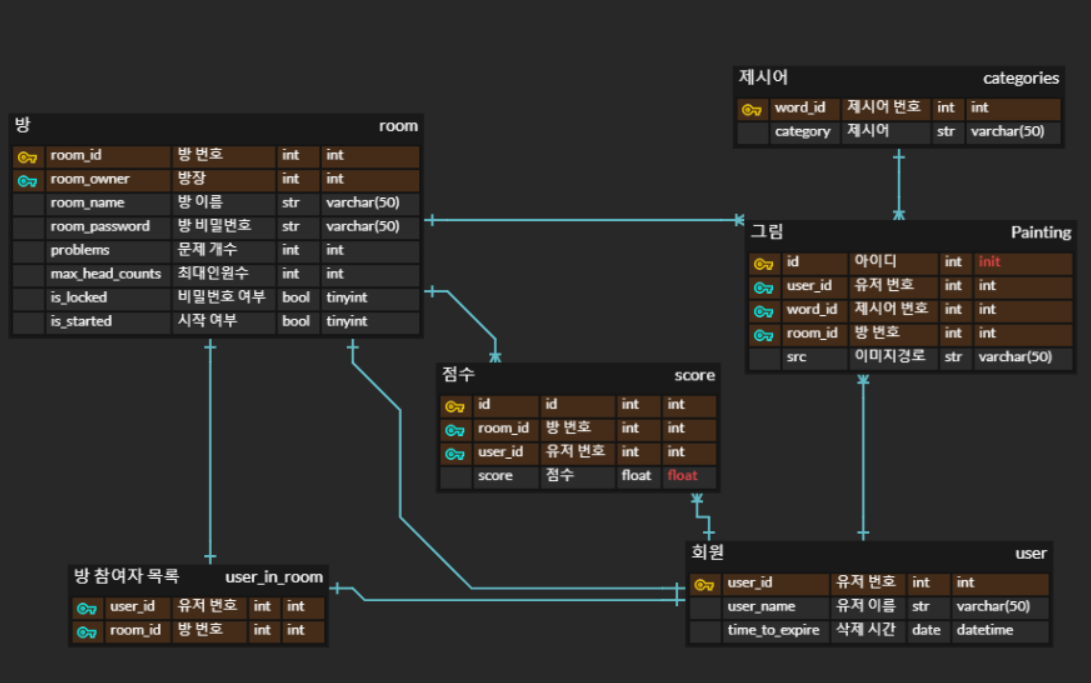 제시어 categories
word_id 제시어 번호 int int
category 제시어 str varchar(50)
방 room
room_id 방 번호 int int
room_owner 방장 int int
room_name 방 이름 str varchar(50)
room_password 방 비밀번호 str varchar(50)
problems 문제 개수 int int
max_head_counts 최대인원수 int int
is_locked 비밀번호 여부 bool tinyint
is_started 시작 여부 bool tinyint
그림 Painting
id 아이디 int init
user_id 유저 번호 int int
word_id 제시어 번호 int int
room_id 방 번호 int int
src 이미지경로 str varchar(50)
점수 score
id id int int
room_id 방 번호 int int
user_id 유저 번호 int int
score 점수 float float
회원 user
user_id 유저 번호 int int
user_name 유저 이름 str varchar(50)
time_to_expire 삭제 시간 date datetime
방 참여자 목록 user_in_room
user_id 유저 번호 int int
room_id 방 번호 int int